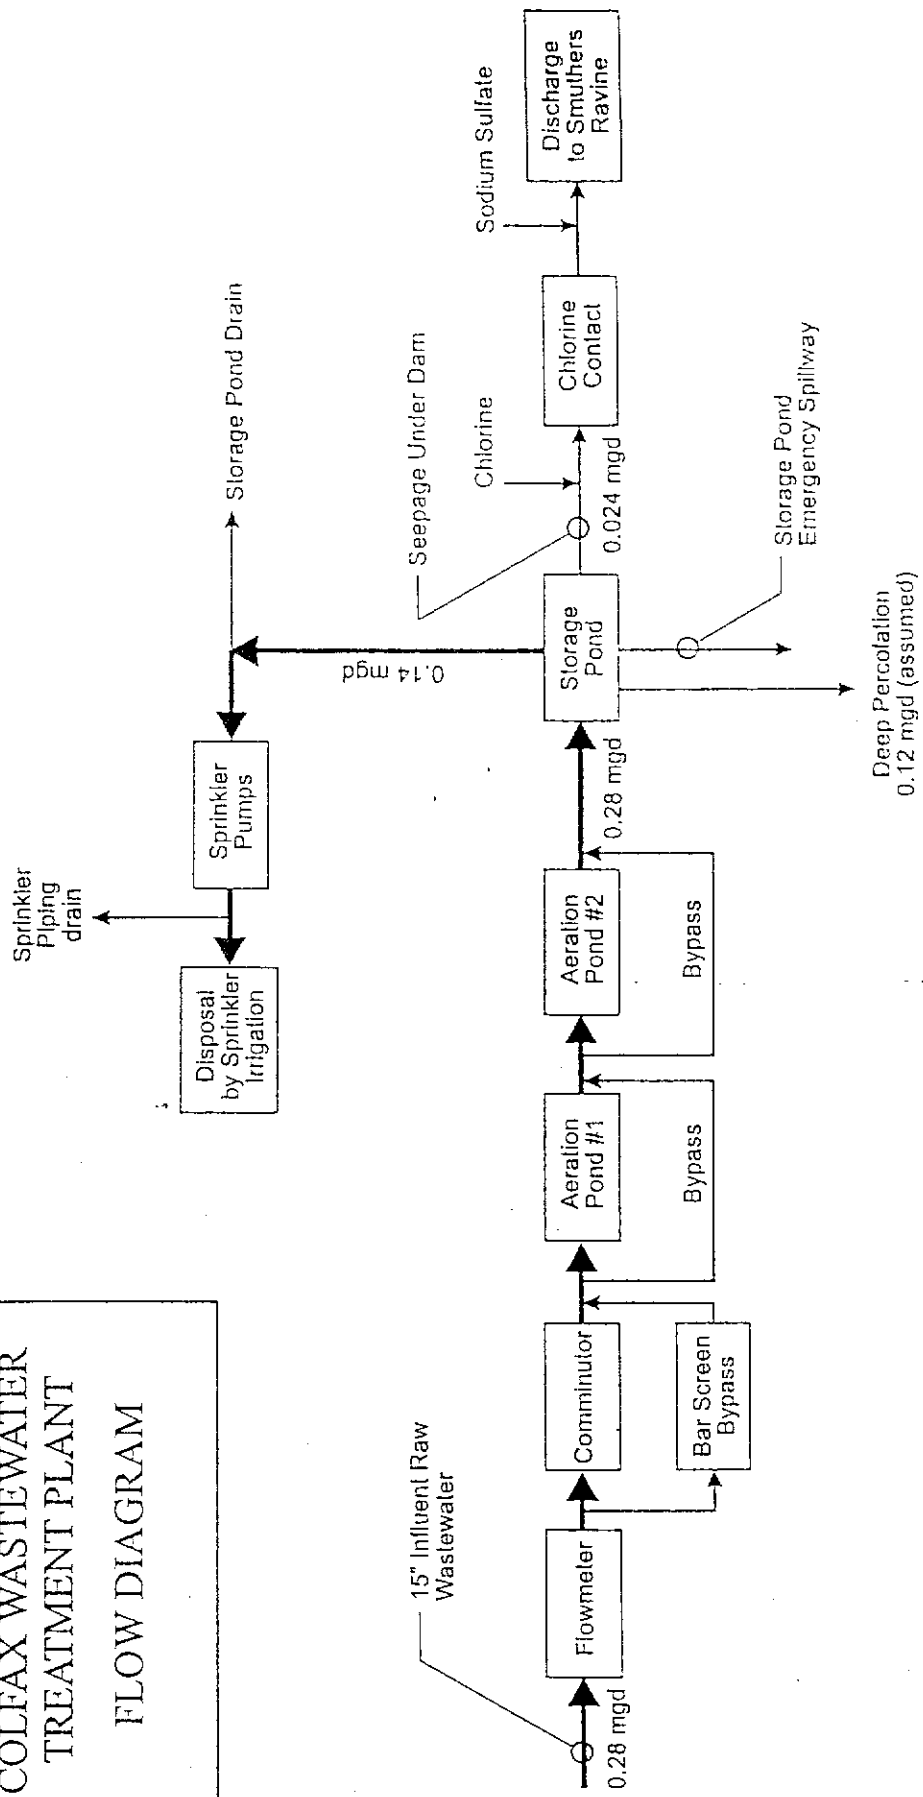 COLFAX WASTEWATER
TREATMENT PLANT
FLOW DIAGRAM
Sprinkler
Piping
drain
Disposal
by Sprinkler
Irrigation
Sprinkler
Pumps
Storage Pond Drain
0.14 mgd
15" Influent Raw
Wastewater
0.28 mgd
Flowmeter
Comminutor
Bar Screen
Bypass
Aeration
Pond #1
Bypass
Aeration
Pond #2
Bypass
0.28 mgd
Storage
Pond
Seepage Under Dam
Chlorine
0.024 mgd
Chlorine
Contact
Sodium Sulfate
Discharge
to Smuthers
Ravine
Storage Pond
Emergency Spillway
Deep Percolation
0.12 mgd (assumed)